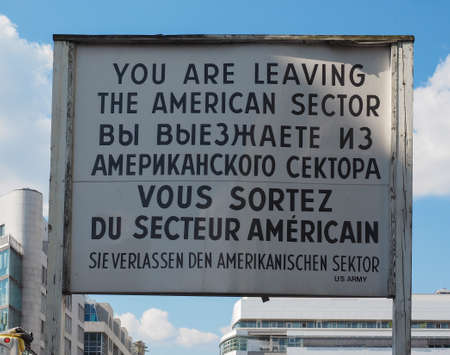 YOU ARE LEAVING
THE AMERICAN SECTOR
ВЫ ВЫЕЗЖАЕТЕ ИЗ
АМЕРИКАНСКОГО СЕКТОРА
VOUS SORTEZ
DU SECTEUR AMÉRICAIN
SIE VERLASSEN DEN AMERIKANISCHEN SEKTOR
US ARMY